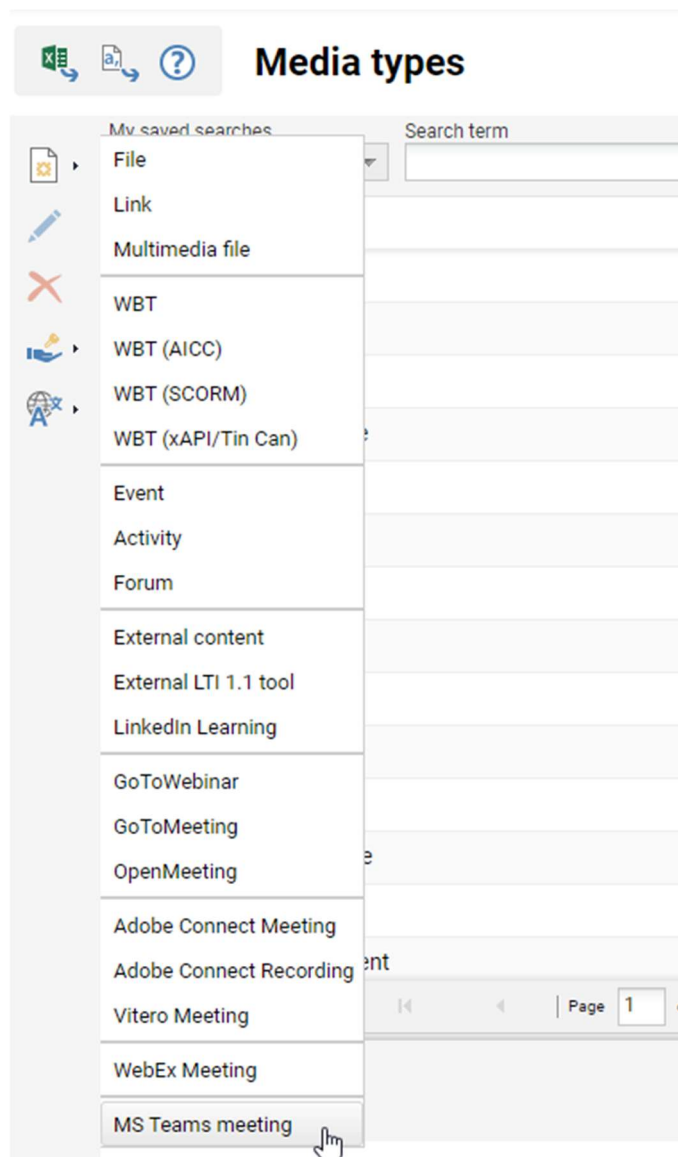 Media types
My saved searches
Search term
File
Link
Multimedia file
WBT
WBT (AICC)
WBT (SCORM)
WBT (xAPI/Tin Can)
Event
Activity
Forum
External content
External LTI 1.1 tool
LinkedIn Learning
GoToWebinar
GoToMeeting
OpenMeeting
Adobe Connect Meeting
Adobe Connect Recording
Vitero Meeting
Page 1
WebEx Meeting
MS Teams meeting